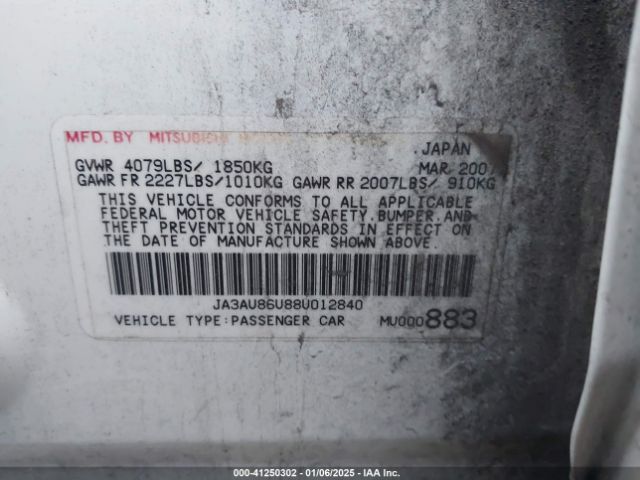 MFD. BY MITSUBISHI
JAPAN
GVWR 4079LBS/ 1850KG MAR. 2007
GAWR FR 2227LBS/1010KG GAWR RR 2007LBS/ 910KG
THIS VEHICLE CONFORMS TO ALL APPLICABLE
FEDERAL MOTOR VEHICLE SAFETY.BUMPER.AND
THEFT PREVENTION STANDARDS IN EFFECT ON
THE DATE OF MANUFACTURE SHOWN ABOVE.
JA3AU86U88U012840
VEHICLE TYPE:PASSENGER CAR MU000883
000-41250302 - 01/06/2025 - IAA Inc.